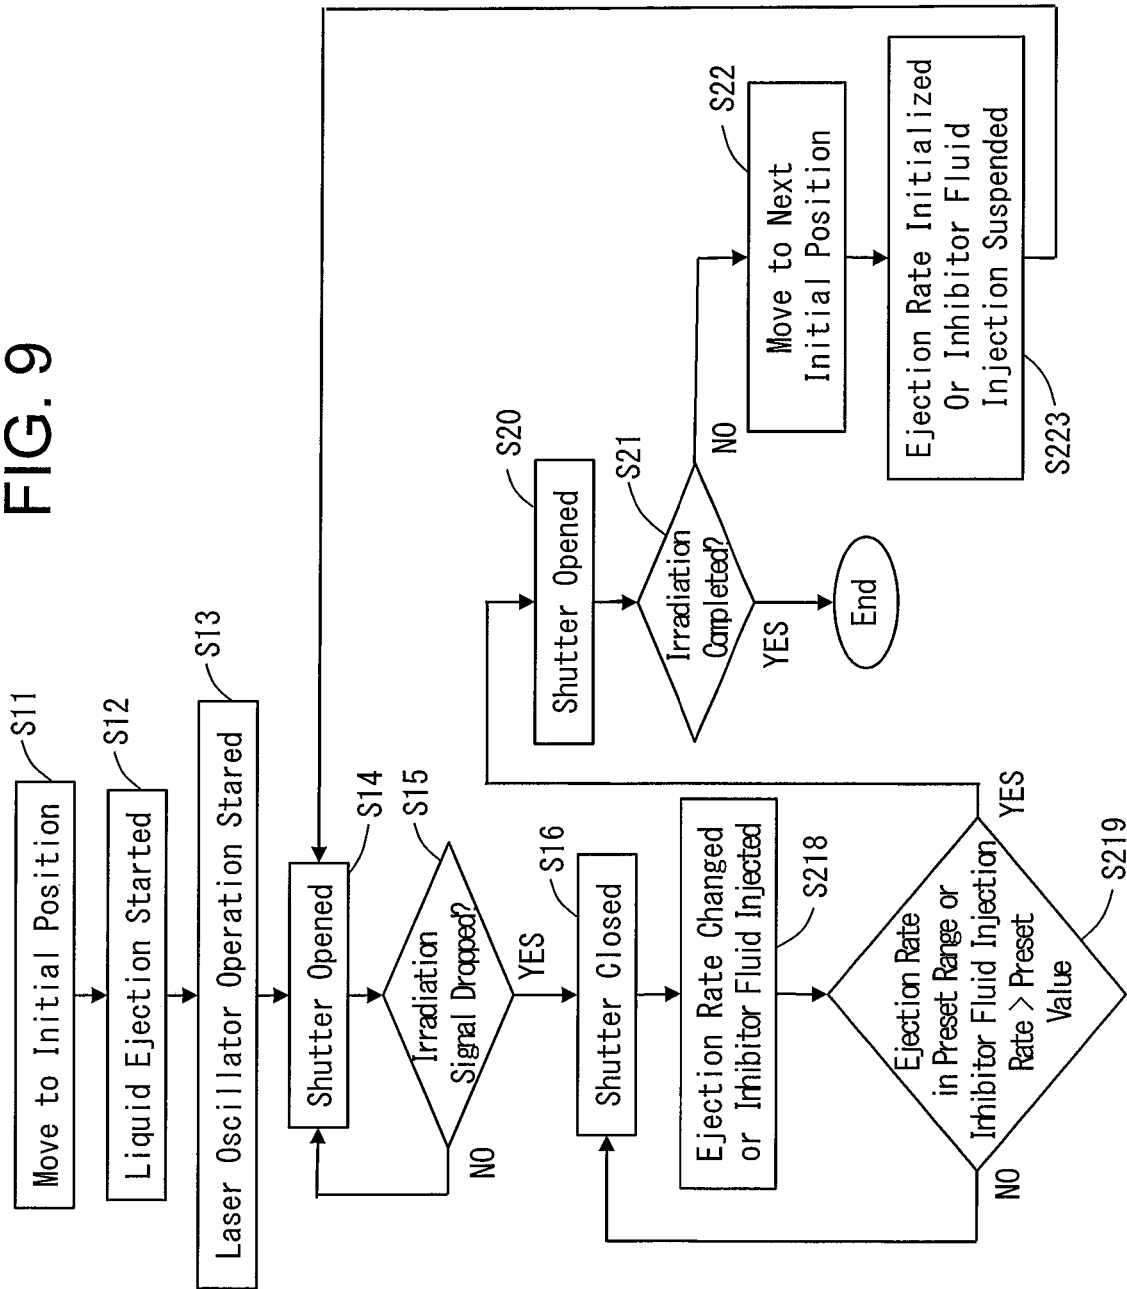 FIG. 9
Move to Initial Position
S11
Liquid Ejection Started
S12
Laser Oscillator Operation Stared
S13
Shutter Opened
S14
Irradiation
Signal Dropped?
S15
NO
YES
Shutter Closed
S16
Ejection Rate Changed
or Inhibitor Fluid Injected
S218
Ejection Rate
in Preset Range or
Inhibitor Fluid Injection
Rate > Preset
Value
S219
NO
YES
Shutter Opened
S20
Irradiation
Completed?
S21
YES
NO
End
Move to Next
Initial Position
S22
Ejection Rate Initialized
Or Inhibitor Fluid
Injection Suspended
S223